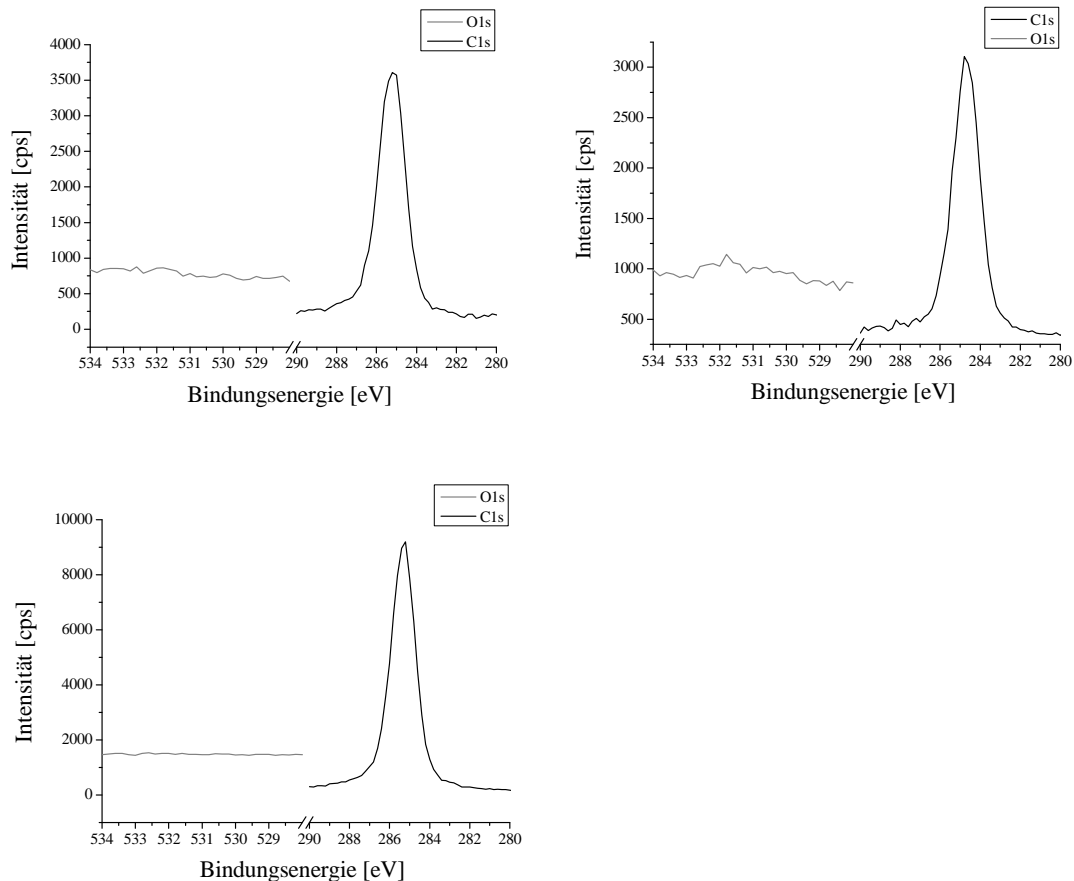 O1s
C1s
4000
3500
3000
2500
2000
1500
1000
500
0
Intensität [cps]
534 533 532 531 530 529 290 288 286 284 282 280
Bindungsenergie [eV]
C1s
O1s
3000
2500
2000
1500
1000
500
Intensität [cps]
534 533 532 531 530 529 290 288 286 284 282 280
Bindungsenergie [eV]
O1s
C1s
10000
8000
6000
4000
2000
0
Intensität [cps]
534 533 532 531 530 529 290 288 286 284 282 280
Bindungsenergie [eV]